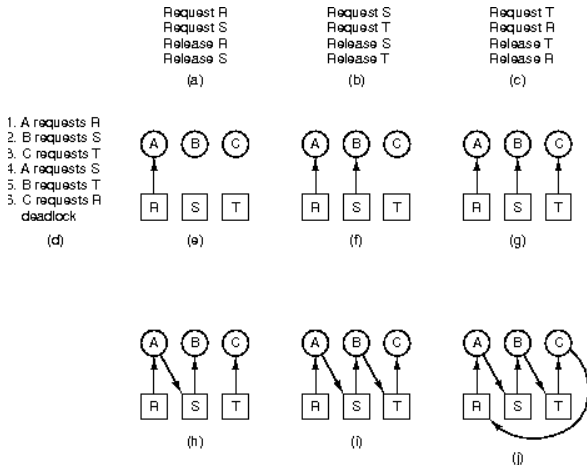 Request R
Request S
Release R
Release S
(a)
Request S
Request T
Release S
Release T
(b)
Request T
Request R
Release T
Release R
(c)
1. A requests R
2. B requests S
3. C requests T
4. A requests S
5. B requests T
6. C requests R
deadlock
(d)
A B C
R S T
(e)
A B C
R S T
(f)
A B C
R S T
(g)
A B C
R S T
(h)
A B C
R S T
(i)
A B C
R S T
(j)